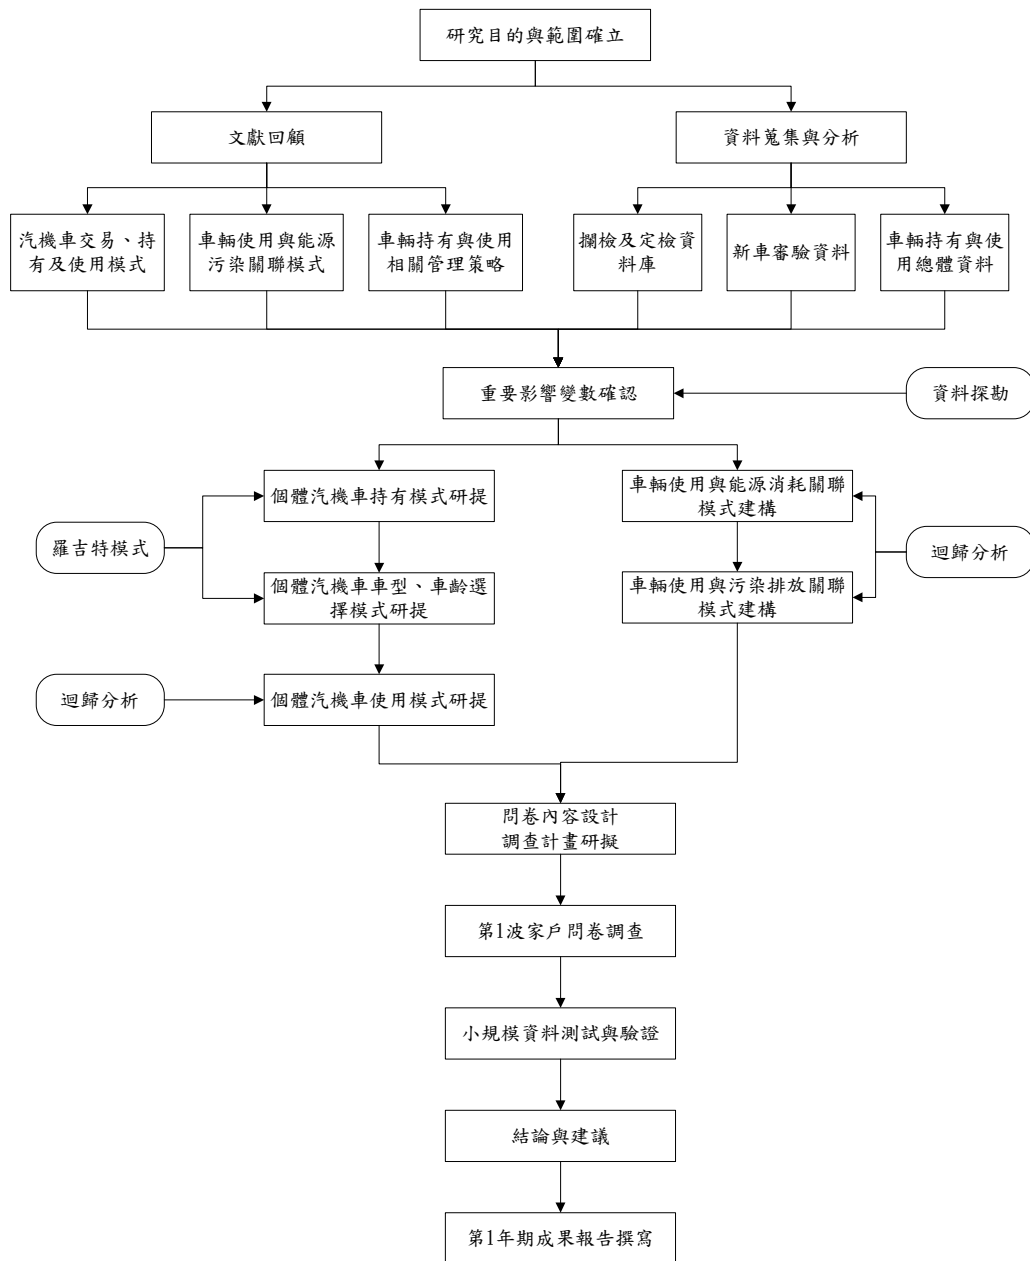 研究目的與範圍確立
文獻回顧
資料蒐集與分析
汽機車交易、持
有及使用模式
車輛使用與能源
污染關聯模式
車輛持有與使用
相關管理策略
攔檢及定檢資
料庫
新車審驗資料
車輛持有與使
用總體資料
重要影響變數確認
資料探勘
個體汽機車持有模式研提
車輛使用與能源消耗關聯
模式建構
羅吉特模式
迴歸分析
個體汽機車車型、車齡選
擇模式研提
車輛使用與污染排放關聯
模式建構
迴歸分析
個體汽機車使用模式研提
問卷內容設計
調查計畫研擬
第1波家戶問卷調查
小規模資料測試與驗證
結論與建議
第1年期成果報告撰寫